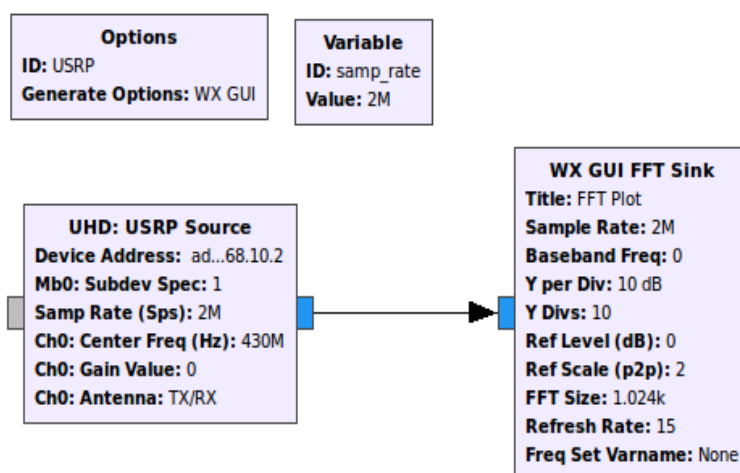 Options
ID: USRP
Generate Options: WX GUI
Variable
ID: samp_rate
Value: 2M
UHD: USRP Source
Device Address: ad...68.10.2
Mb0: Subdev Spec: 1
Samp Rate (Sps): 2M
Ch0: Center Freq (Hz): 430M
Ch0: Gain Value: 0
Ch0: Antenna: TX/RX
WX GUI FFT Sink
Title: FFT Plot
Sample Rate: 2M
Baseband Freq: 0
Y per Div: 10 dB
Y Divs: 10
Ref Level (dB): 0
Ref Scale (p2p): 2
FFT Size: 1.024k
Refresh Rate: 15
Freq Set Varname: None